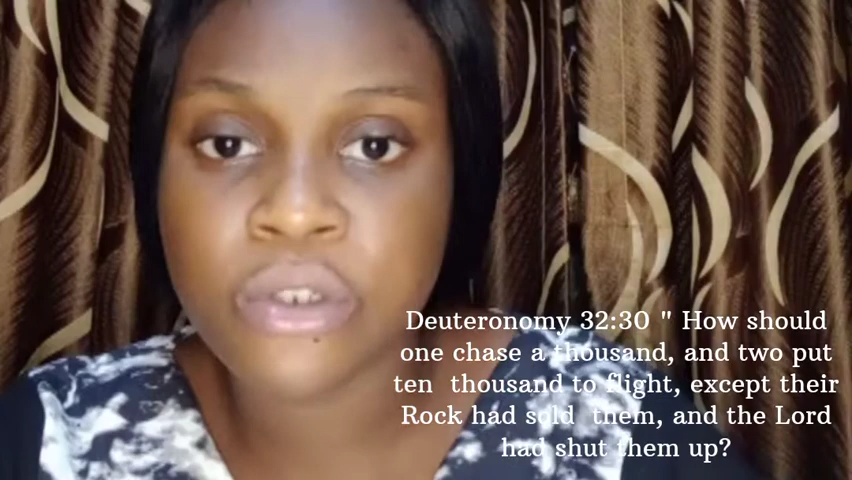 Deuteronomy 32:30 " How should
one chase a thousand, and two put
ten thousand to flight, except their
Rock had sold them, and the Lord
had shut them up?